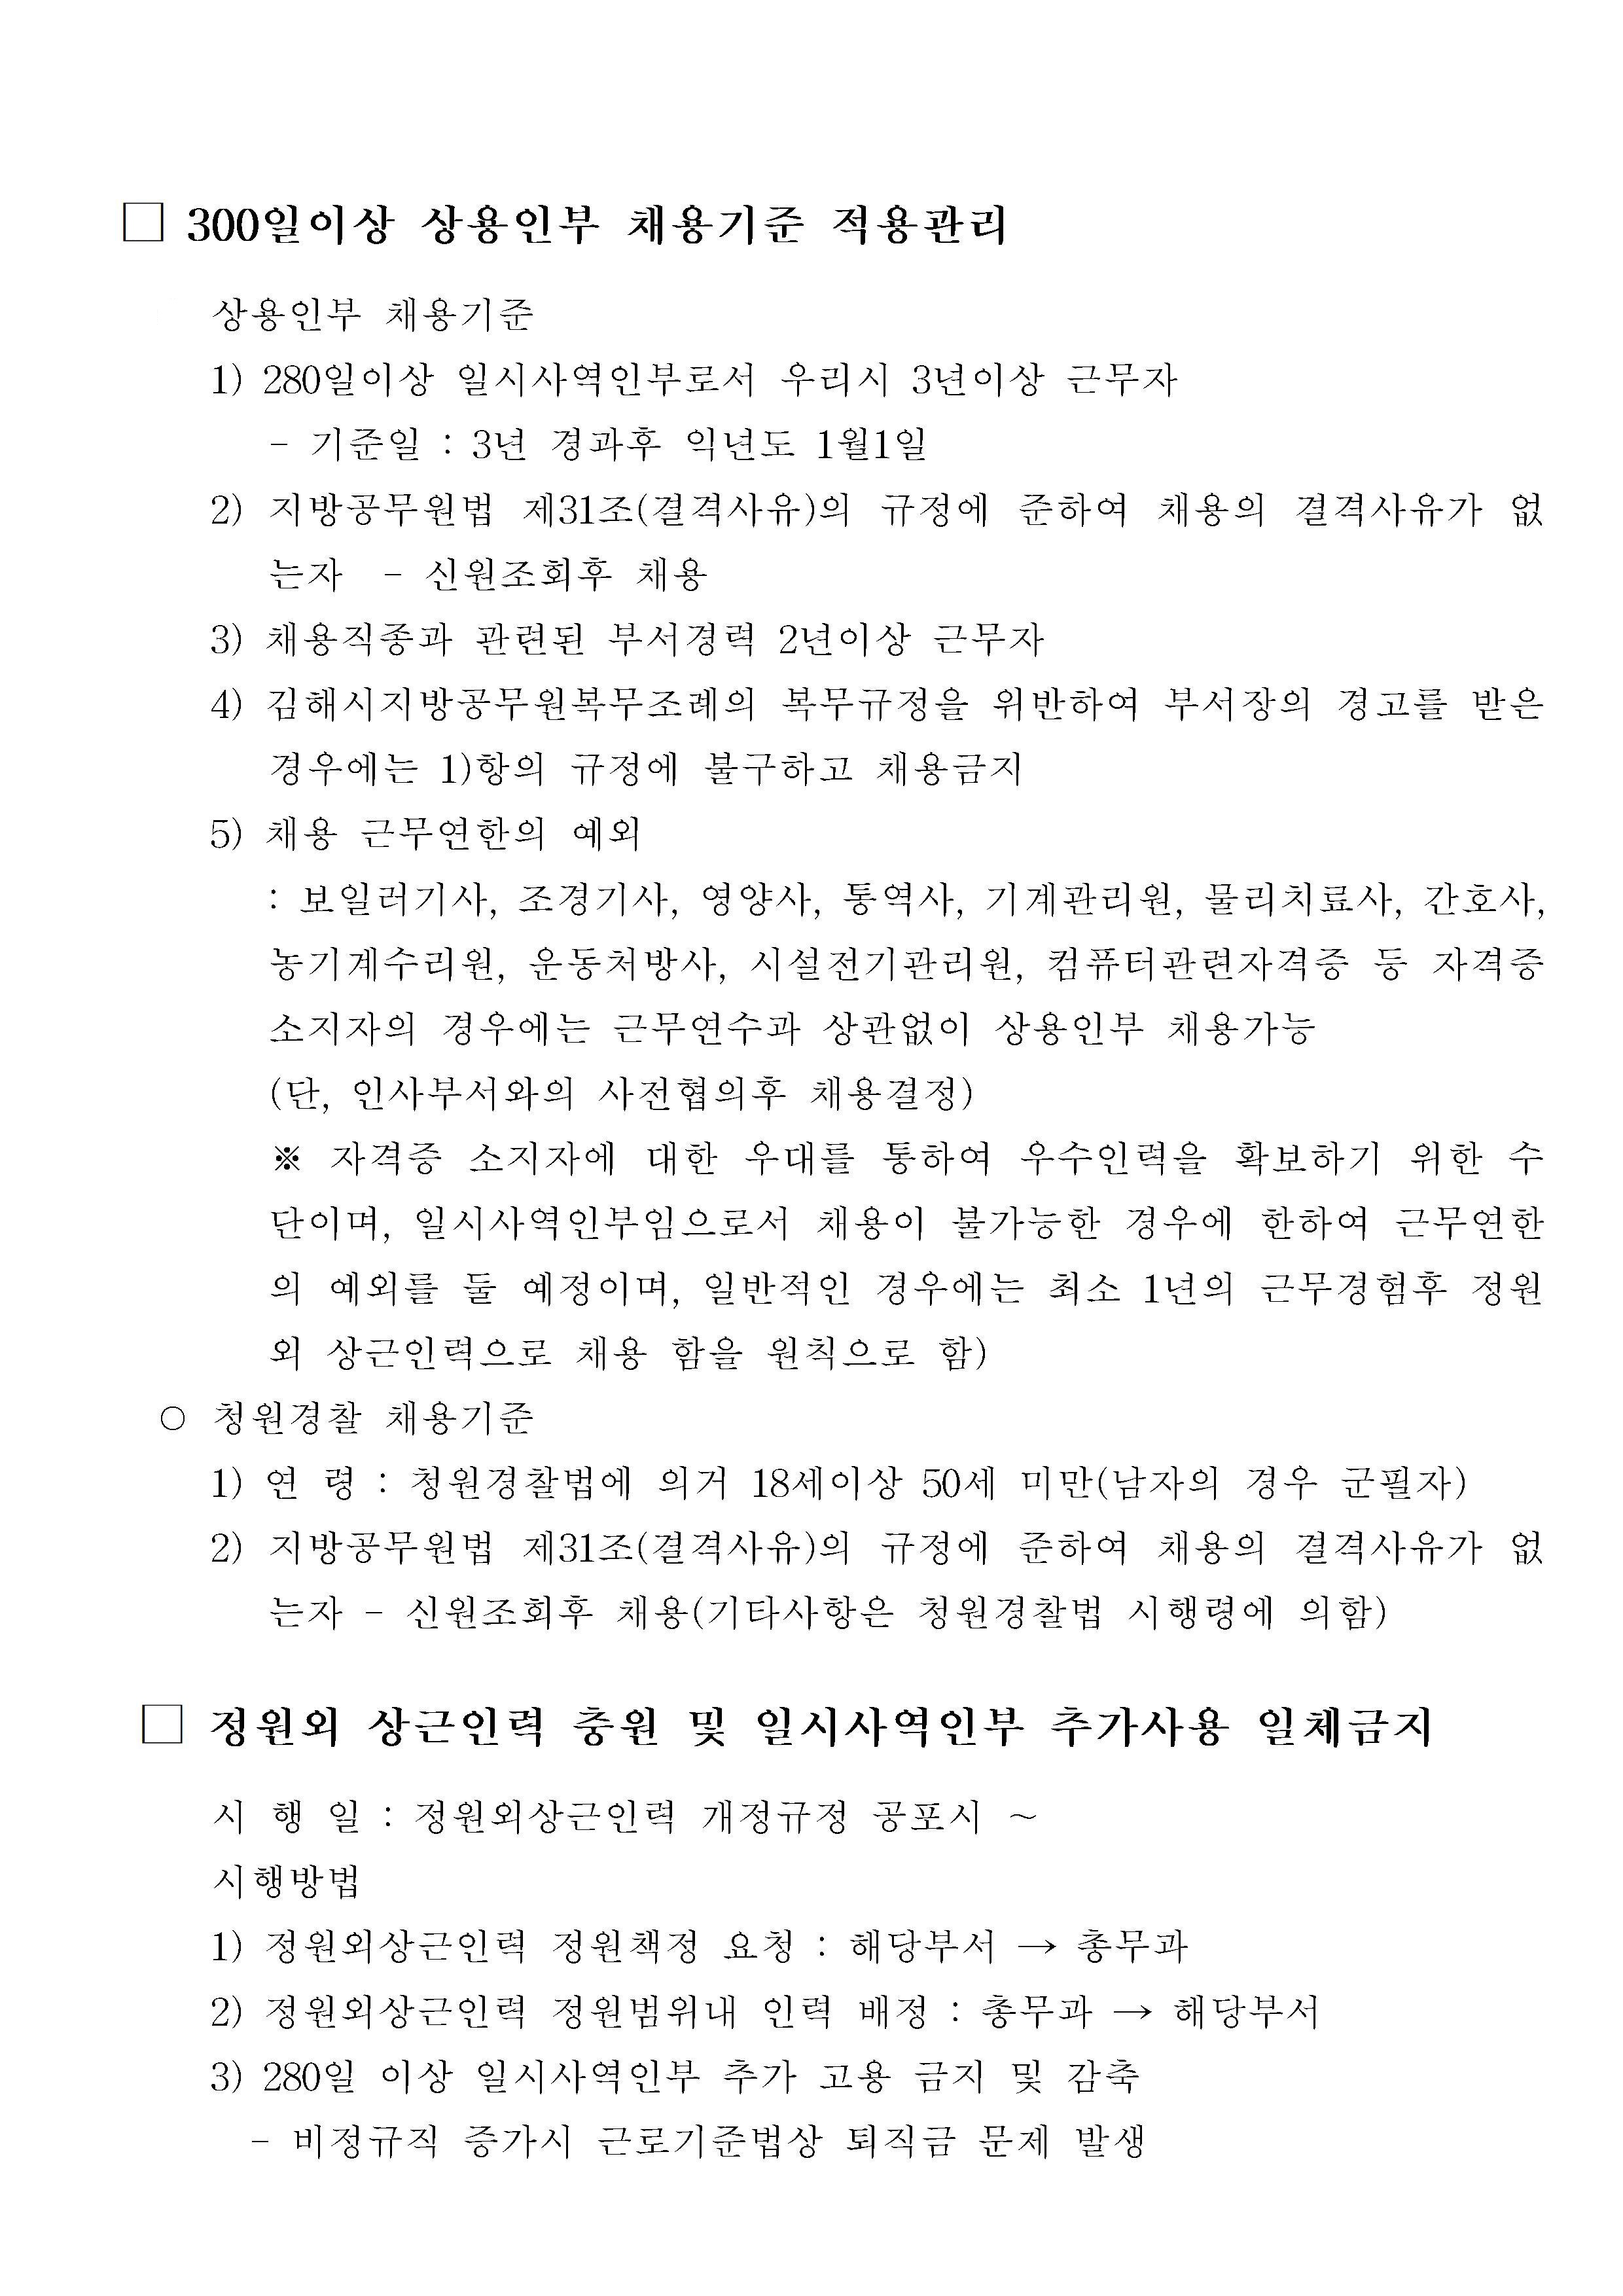 □ 300일이상 상용인부 채용기준 적용관리
상용인부 채용기준
1) 280일이상 일시사역인부로서 우리시 3년이상 근무자
- 기준일 : 3년 경과후 익년도 1월1일
2) 지방공무원법 제31조(결격사유)의 규정에 준하여 채용의 결격사유가 없
는자 - 신원조회후 채용
3) 채용직종과 관련된 부서경력 2년이상 근무자
4) 김해시지방공무원복무조례의 복무규정을 위반하여 부서장의 경고를 받은
경우에는 1)항의 규정에 불구하고 채용금지
5) 채용 근무연한의 예외
: 보일러기사, 조경기사, 영양사, 통역사, 기계관리원, 물리치료사, 간호사,
농기계수리원, 운동처방사, 시설전기관리원, 컴퓨터관련자격증 등 자격증
소지자의 경우에는 근무연수과 상관없이 상용인부 채용가능
(단, 인사부서와의 사전협의후 채용결정)
※ 자격증 소지자에 대한 우대를 통하여 우수인력을 확보하기 위한 수
단이며, 일시사역인부임으로서 채용이 불가능한 경우에 한하여 근무연한
의 예외를 둘 예정이며, 일반적인 경우에는 최소 1년의 근무경험후 정원
외 상근인력으로 채용 함을 원칙으로 함)
○ 청원경찰 채용기준
1) 연 령 : 청원경찰법에 의거 18세이상 50세 미만(남자의 경우 군필자)
2) 지방공무원법 제31조(결격사유)의 규정에 준하여 채용의 결격사유가 없
는자 - 신원조회후 채용(기타사항은 청원경찰법 시행령에 의함)
□ 정원외 상근인력 충원 및 일시사역인부 추가사용 일체금지
시 행 일 : 정원외상근인력 개정규정 공포시 ~
시행방법
1) 정원외상근인력 정원책정 요청 : 해당부서 → 총무과
2) 정원외상근인력 정원범위내 인력 배정 : 총무과 → 해당부서
3) 280일 이상 일시사역인부 추가 고용 금지 및 감축
- 비정규직 증가시 근로기준법상 퇴직금 문제 발생